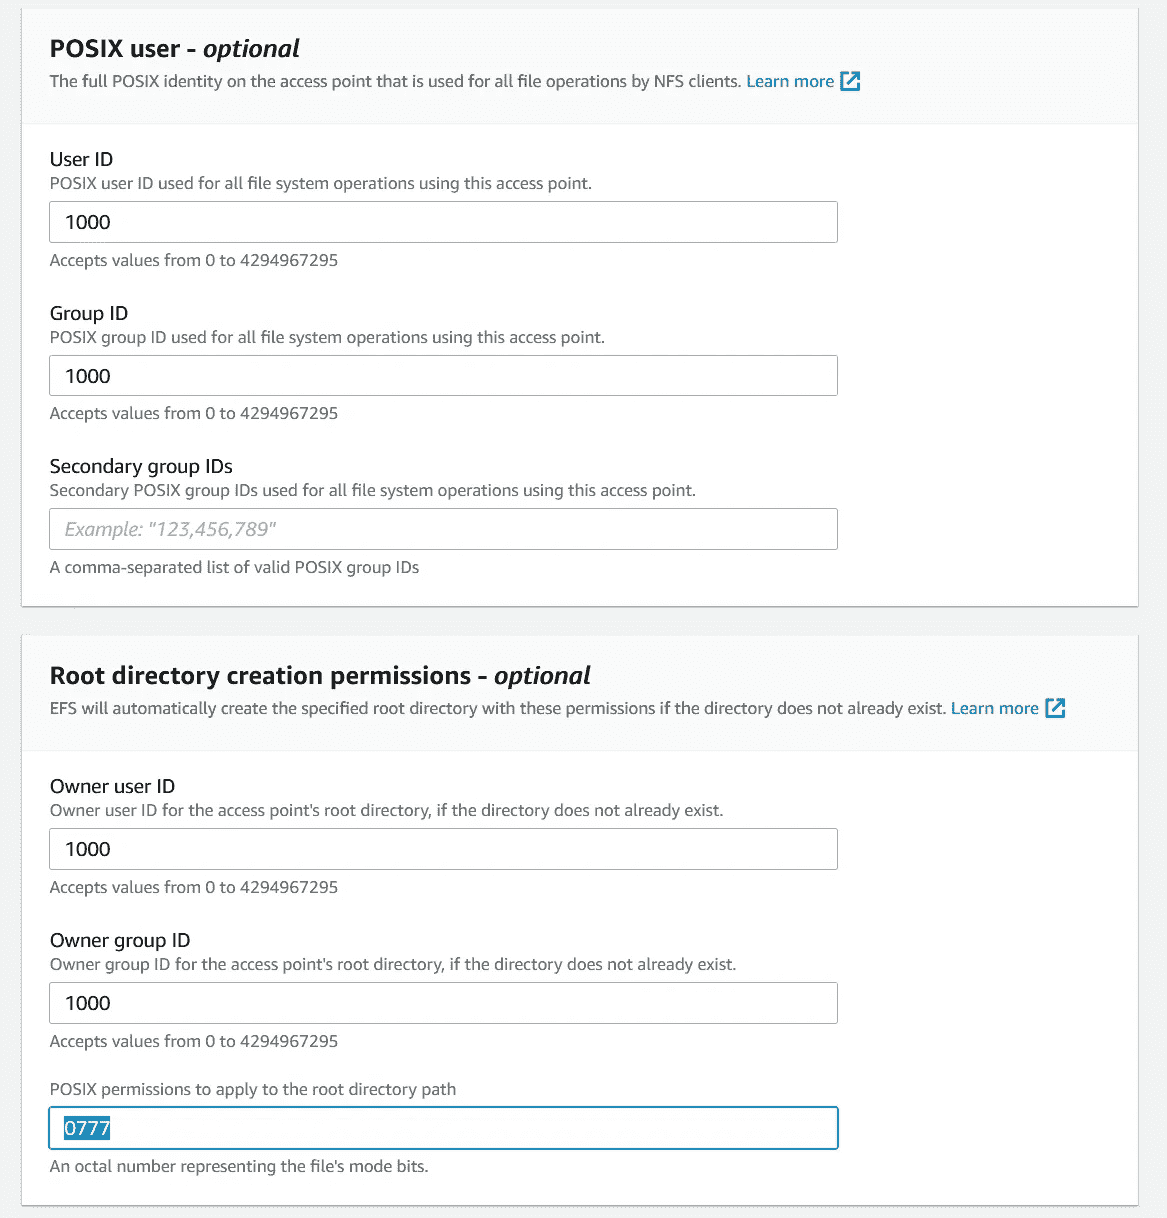 POSIX user - optional
The full POSIX identity on the access point that is used for all file operations by NFS clients. Learn more
User ID
POSIX user ID used for all file system operations using this access point.
1000
Accepts values from 0 to 4294967295
Group ID
POSIX group ID used for all file system operations using this access point.
1000
Accepts values from 0 to 4294967295
Secondary group IDs
Secondary POSIX group IDs used for all file system operations using this access point.
Example: "123,456,789"
A comma-separated list of valid POSIX group IDs
Root directory creation permissions - optional
EFS will automatically create the specified root directory with these permissions if the directory does not already exist. Learn more
Owner user ID
Owner user ID for the access point's root directory, if the directory does not already exist.
1000
Accepts values from 0 to 4294967295
Owner group ID
Owner group ID for the access point's root directory, if the directory does not already exist.
1000
Accepts values from 0 to 4294967295
POSIX permissions to apply to the root directory path
0777
An octal number representing the file's mode bits.